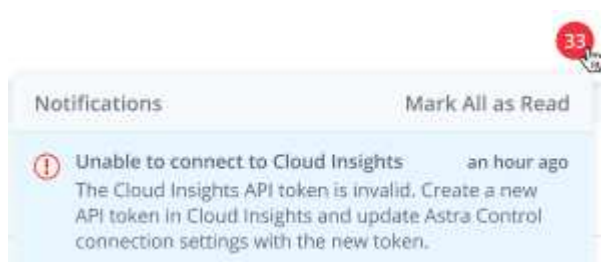 33
Notifications Mark All as Read
Unable to connect to Cloud Insights an hour ago
The Cloud Insights API token is invalid. Create a new
API token in Cloud Insights and update Astra Control
connection settings with the new token.